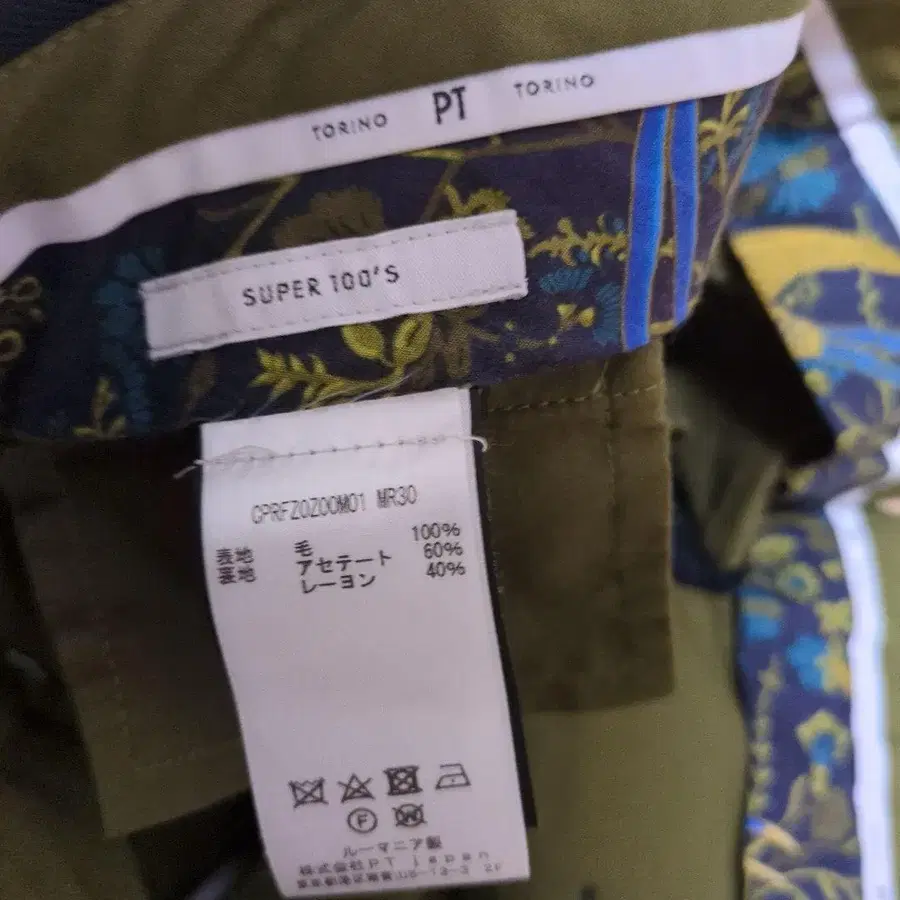 TORINO PT TORINO
SUPER 100'S
CPRFZ0Z00M01 MR30
表地 毛 100%
裏地 アセテート 60%
レーヨン 40%
F W
ルーマニア製
株式会社PT japan
2F